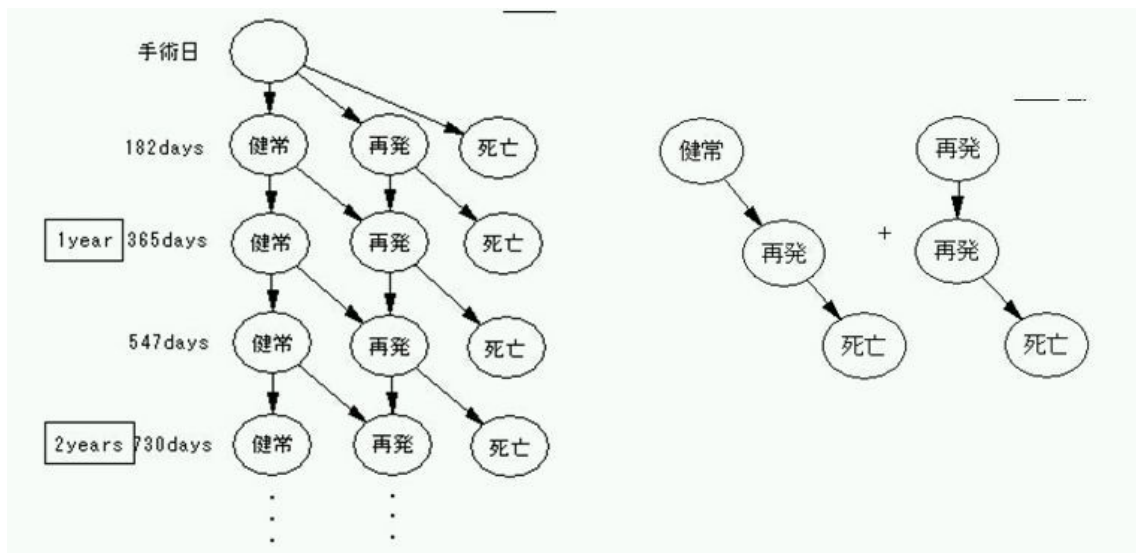 手術日
182days 健常 再発 死亡
1year 365days 健常 再発 死亡
547days 健常 再発 死亡
2years 730days 健常 再発 死亡
健常 再発
再発 + 再発
死亡 死亡